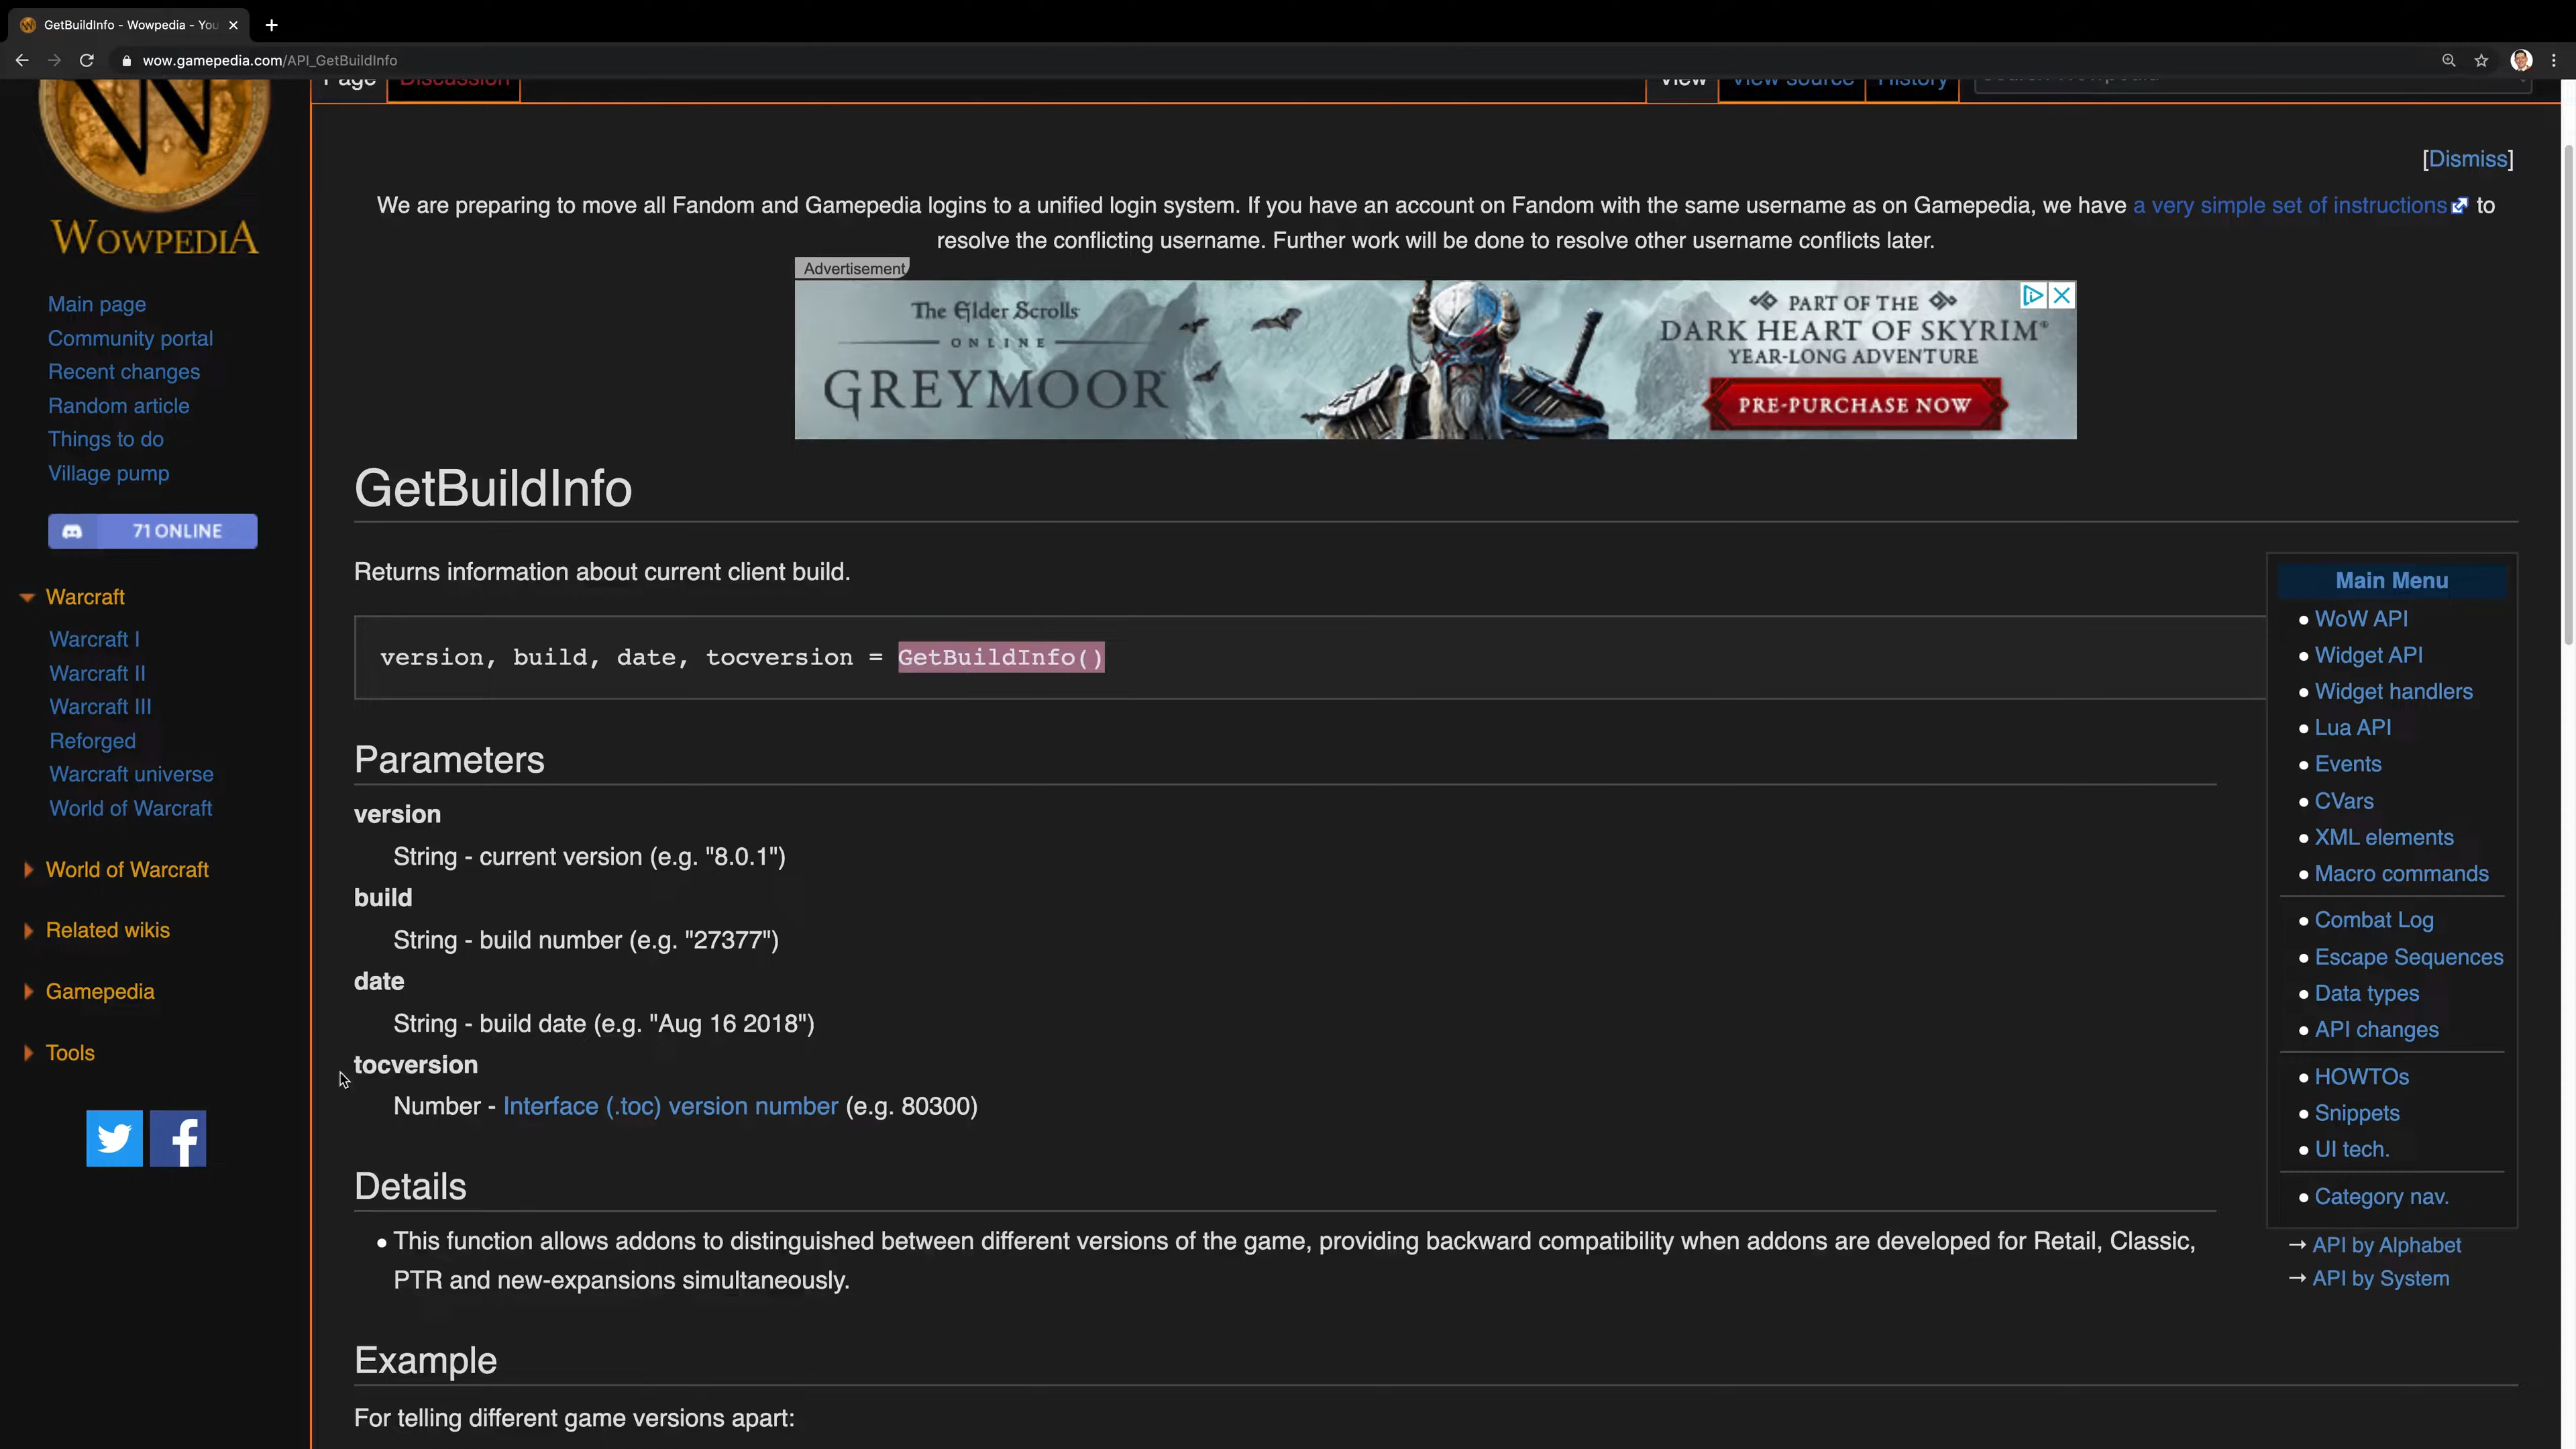 GetBuildInfo - Wowpedia - You
wow.gamepedia.com/API_GetBuildInfo
Page
Discussion
View
View source
History
Search Wowpedia
[Dismiss]
We are preparing to move all Fandom and Gamepedia logins to a unified login system. If you have an account on Fandom with the same username as on Gamepedia, we have a very simple set of instructions to
resolve the conflicting username. Further work will be done to resolve other username conflicts later.
Advertisement
The Elder Scrolls
ONLINE
GREYMOOR
PART OF THE
DARK HEART OF SKYRIM®
YEAR-LONG ADVENTURE
PRE-PURCHASE NOW
WOWPEDIA
Main page
Community portal
Recent changes
Random article
Things to do
Village pump
71 ONLINE
Warcraft
Warcraft I
Warcraft II
Warcraft III
Reforged
Warcraft universe
World of Warcraft
World of Warcraft
Related wikis
Gamepedia
Tools
GetBuildInfo
Returns information about current client build.
version, build, date, tocversion = GetBuildInfo()
Parameters
version
String - current version (e.g. "8.0.1")
build
String - build number (e.g. "27377")
date
String - build date (e.g. "Aug 16 2018")
tocversion
Number - Interface (.toc) version number (e.g. 80300)
Details
• This function allows addons to distinguished between different versions of the game, providing backward compatibility when addons are developed for Retail, Classic,
PTR and new-expansions simultaneously.
Example
For telling different game versions apart:
Main Menu
• WoW API
• Widget API
• Widget handlers
• Lua API
• Events
• CVars
• XML elements
• Macro commands
• Combat Log
• Escape Sequences
• Data types
• API changes
• HOWTOs
• Snippets
• UI tech.
• Category nav.
→ API by Alphabet
→ API by System